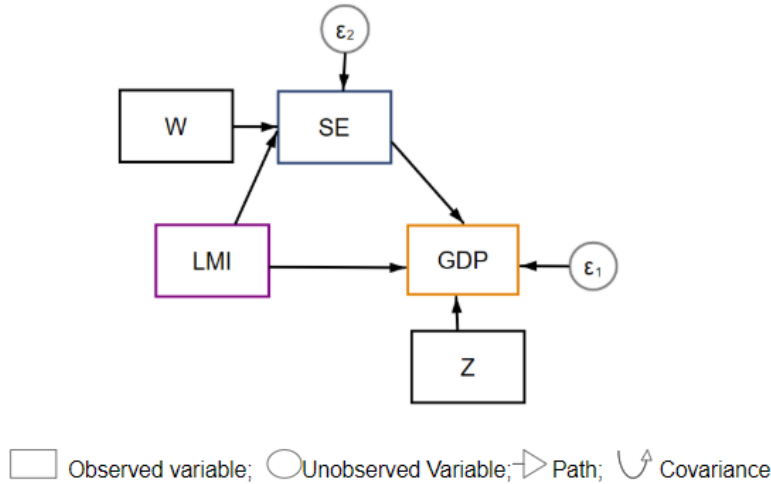 ε₂
W
SE
LMI
GDP
ε₁
Z
Observed variable; Unobserved Variable; Path; Covariance